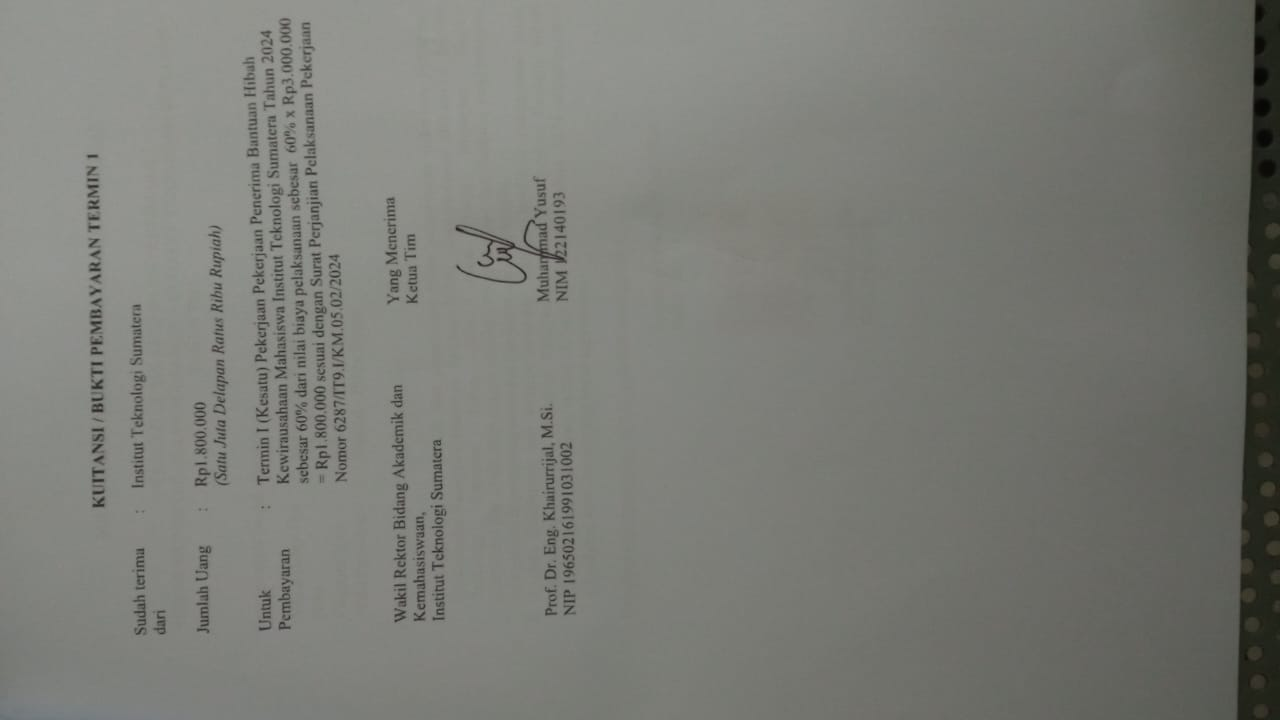 KUITANSI / BUKTI PEMBAYARAN TERMIN 1
Sudah terima dari : Institut Teknologi Sumatera
Jumlah Uang : Rp1.800.000
(Satu Juta Delapan Ratus Ribu Rupiah)
Untuk Pembayaran : Termin I (Kesatu) Pekerjaan Pekerjaan Penerima Bantuan Hibah
Kewirausahaan Mahasiswa Institut Teknologi Sumatera Tahun 2024
sebesar 60% dari nilai biaya pelaksanaan sebesar 60% x Rp3.000.000
= Rp1.800.000 sesuai dengan Surat Perjanjian Pelaksanaan Pekerjaan
Nomor 6287/IT9.I/KM.05.02/2024
Wakil Rektor Bidang Akademik dan
Kemahasiswaan,
Institut Teknologi Sumatera
Prof. Dr. Eng. Khairurrijal, M.Si.
NIP 196502161991031002
Yang Menerima
Ketua Tim
Muhammad Yusuf
NIM 122140193